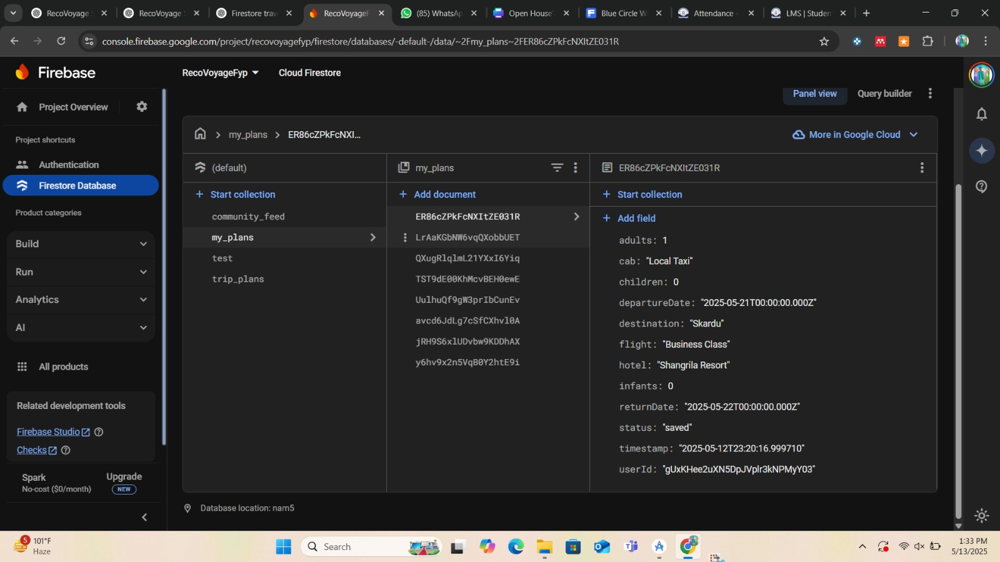 RecoVoyage
RecoVoyage
Firestore trav
RecoVoyageF
(85) WhatsAp
Open House'
Blue Circle W
Attendance -
LMS | Studen
console.firebase.google.com/project/recovoyagefyp/firestore/databases/-default-/data/~2Fmy_plans~2FER86cZPkFcNXItZE031R
Firebase
RecoVoyageFyp
Cloud Firestore
Project Overview
Project shortcuts
Authentication
Firestore Database
Product categories
Build
Run
Analytics
AI
All products
Related development tools
Firebase Studio
Checks
Spark
No-cost ($0/month)
Upgrade
NEW
Panel view
Query builder
my_plans
ER86cZPkFcNXI...
More in Google Cloud
(default)
Start collection
community_feed
my_plans
test
trip_plans
my_plans
Add document
ER86cZPkFcNXItZE031R
LrAaKGbNW6vqQXobbUET
QXugRlqlmL21YXxI6Yiq
TST9dE00KhMcvBEH0ewE
UulhuQf9gW3prIbCunEv
avcd6JdLg7cSfCXhvl0A
jRH9S6xlUDvbw9KDDhAX
y6hv9x2n5VqB0Y2htE9i
ER86cZPkFcNXItZE031R
Start collection
Add field
adults: 1
cab: "Local Taxi"
children: 0
departureDate: "2025-05-21T00:00:00.000Z"
destination: "Skardu"
flight: "Business Class"
hotel: "Shangrila Resort"
infants: 0
returnDate: "2025-05-22T00:00:00.000Z"
status: "saved"
timestamp: "2025-05-12T23:20:16.999710"
userId: "gUxKHee2uXN5DpJVplr3kNPMyY03"
Database location: nam5
5
101°F
Haze
Search
1:33 PM
5/13/2025